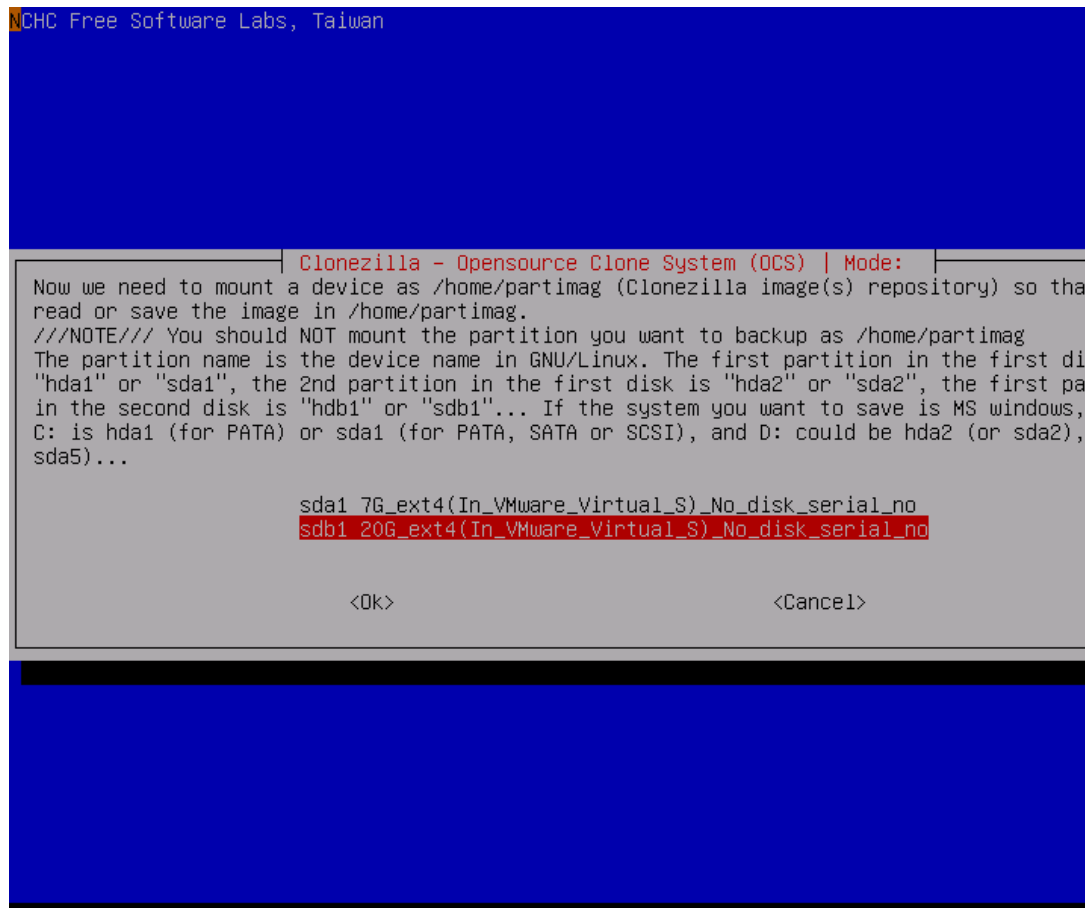 NCHC Free Software Labs, Taiwan
Clonezilla - Opensource Clone System (OCS) | Mode:
Now we need to mount a device as /home/partimag (Clonezilla image(s) repository) so tha
read or save the image in /home/partimag.
///NOTE/// You should NOT mount the partition you want to backup as /home/partimag
The partition name is the device name in GNU/Linux. The first partition in the first di
"hda1" or "sda1", the 2nd partition in the first disk is "hda2" or "sda2", the first pa
in the second disk is "hdb1" or "sdb1"... If the system you want to save is MS windows,
C: is hda1 (for PATA) or sda1 (for PATA, SATA or SCSI), and D: could be hda2 (or sda2),
sda5)...
sda1 7G_ext4(In_VMware_Virtual_S)_No_disk_serial_no
sdb1 20G_ext4(In_VMware_Virtual_S)_No_disk_serial_no
<Ok> <Cancel>